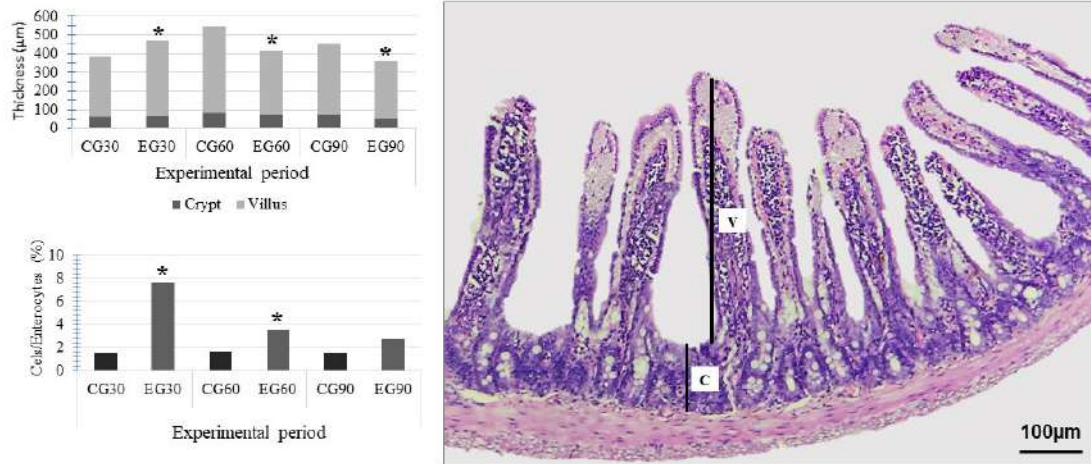 Thickness (µm)
600
500
400
300
200
100
0
* * *
CG30 EG30 CG60 EG60 CG90 EG90
Experimental period
Crypt Villus
Cels/Enterocytes (%)
10
8
6
4
2
0
* *
CG30 EG30 CG60 EG60 CG90 EG90
Experimental period
V
C
100µm